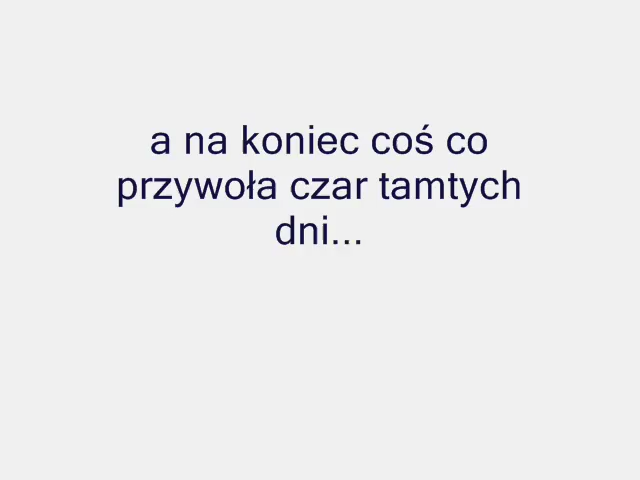 a na koniec coś co
przywoła czar tamtych
dni...